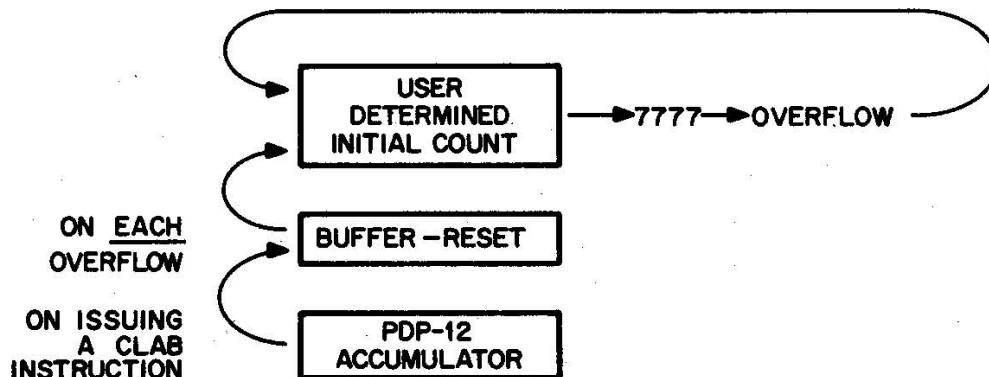 USER
DETERMINED
INITIAL COUNT
7777
OVERFLOW
ON EACH
OVERFLOW
BUFFER-RESET
ON ISSUING
A CLAB
INSTRUCTION
PDP-12
ACCUMULATOR